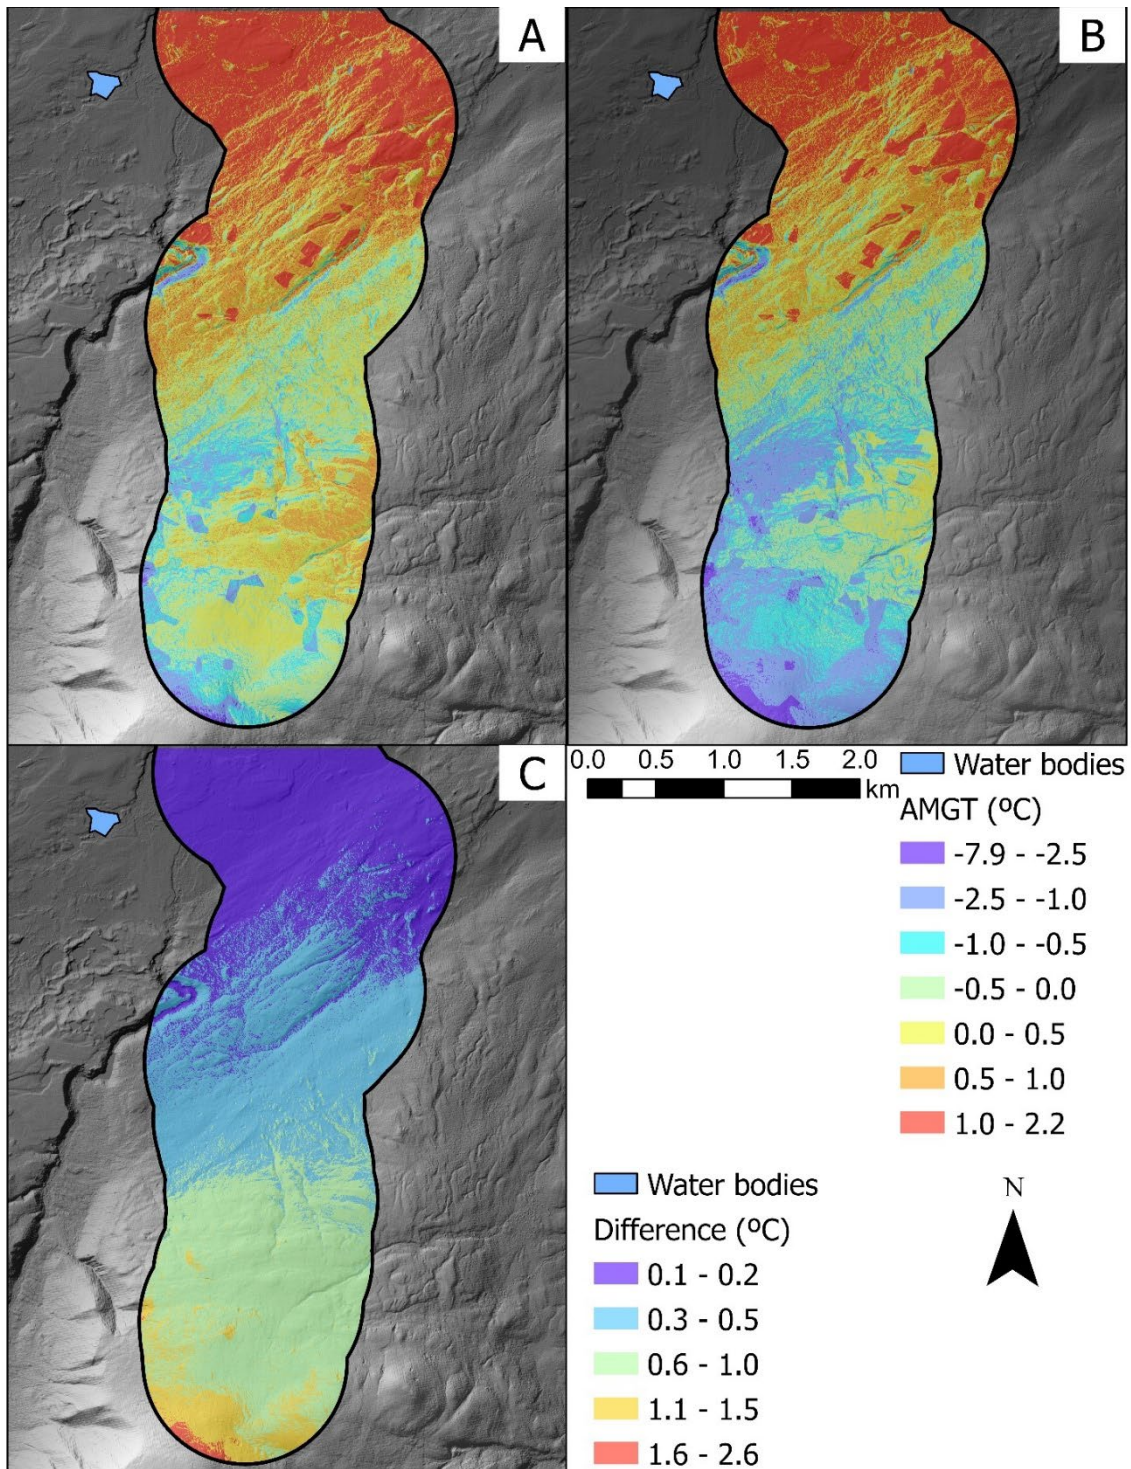 A
B
C
0.0 0.5 1.0 1.5 2.0
km
Water bodies
AMGT (ºC)
-7.9 - -2.5
-2.5 - -1.0
-1.0 - -0.5
-0.5 - 0.0
0.0 - 0.5
0.5 - 1.0
1.0 - 2.2
Water bodies
Difference (ºC)
0.1 - 0.2
0.3 - 0.5
0.6 - 1.0
1.1 - 1.5
1.6 - 2.6
N